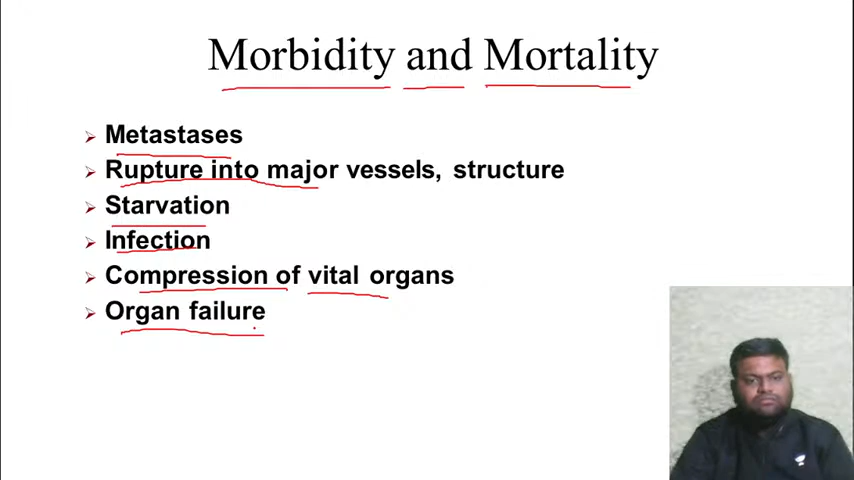 Morbidity and Mortality
Metastases
Rupture into major vessels, structure
Starvation
Infection
Compression of vital organs
Organ failure